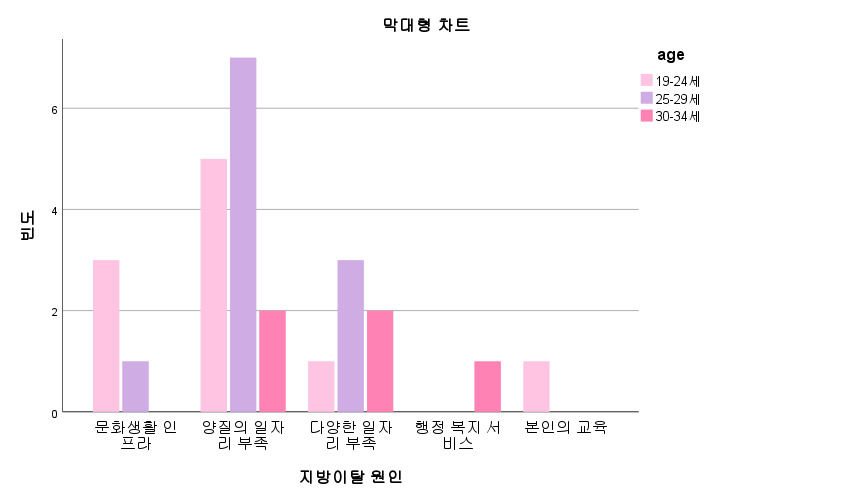 막대형 차트
age
19-24세
25-29세
30-34세
빈도
6
4
2
0
문화생활 인
프라
양질의 일자
리 부족
다양한 일자
리 부족
행정 복지 서
비스
본인의 교육
지방이탈 원인